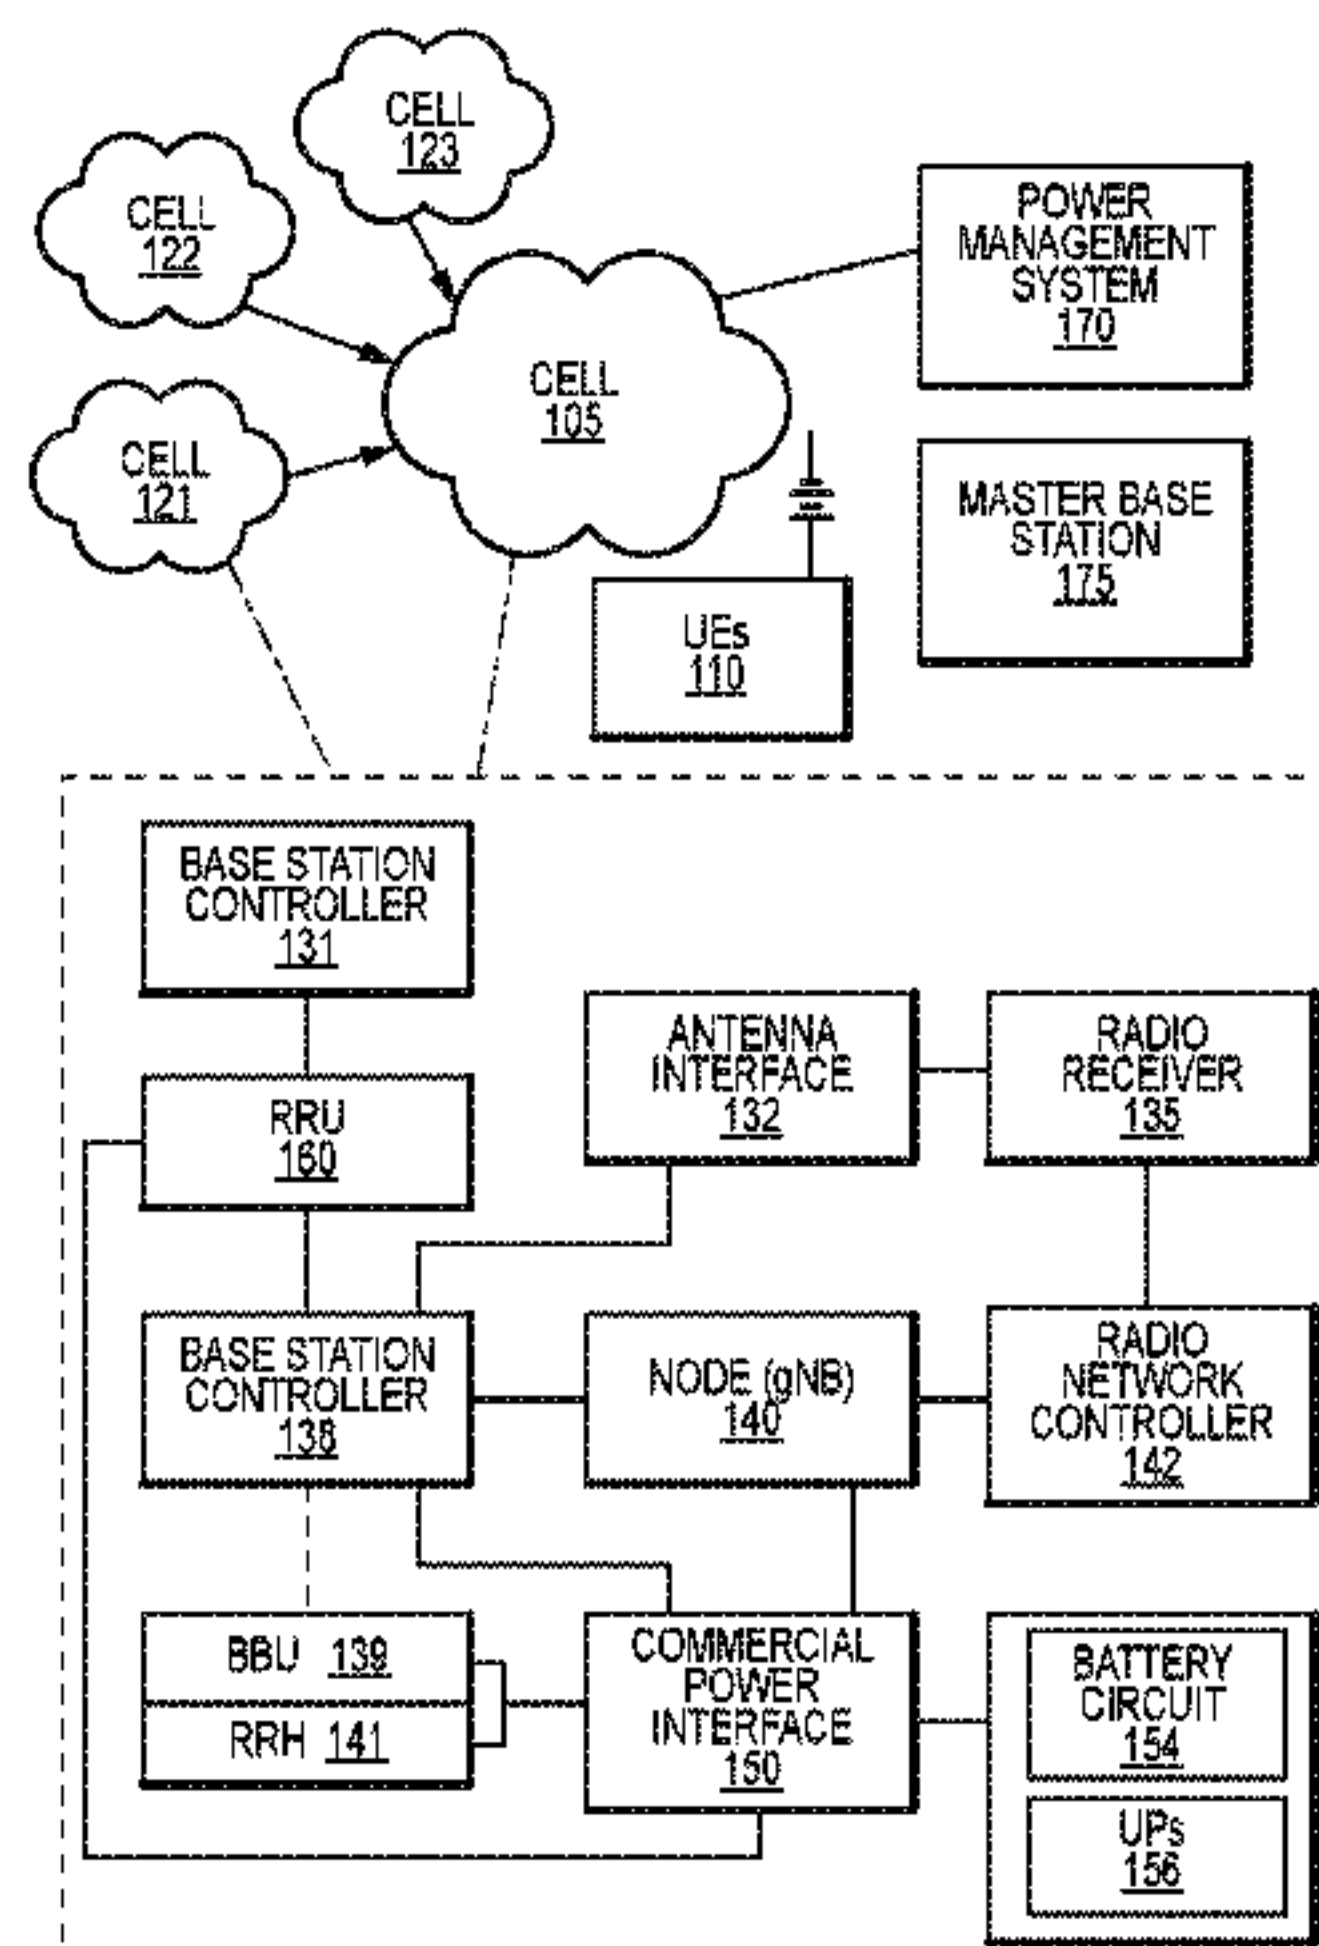 CELL
123
CELL
122
POWER
MANAGEMENT
SYSTEM
170
CELL
105
CELL
121
MASTER BASE
STATION
175
UEs
110
BASE STATION
CONTROLLER
131
ANTENNA
INTERFACE
132
RADIO
RECEIVER
135
RRU
160
BASE STATION
CONTROLLER
138
NODE (gNB)
140
RADIO
NETWORK
CONTROLLER
142
BBU 139
RRH 141
COMMERCIAL
POWER
INTERFACE
150
BATTERY
CIRCUIT
154
UPs
156